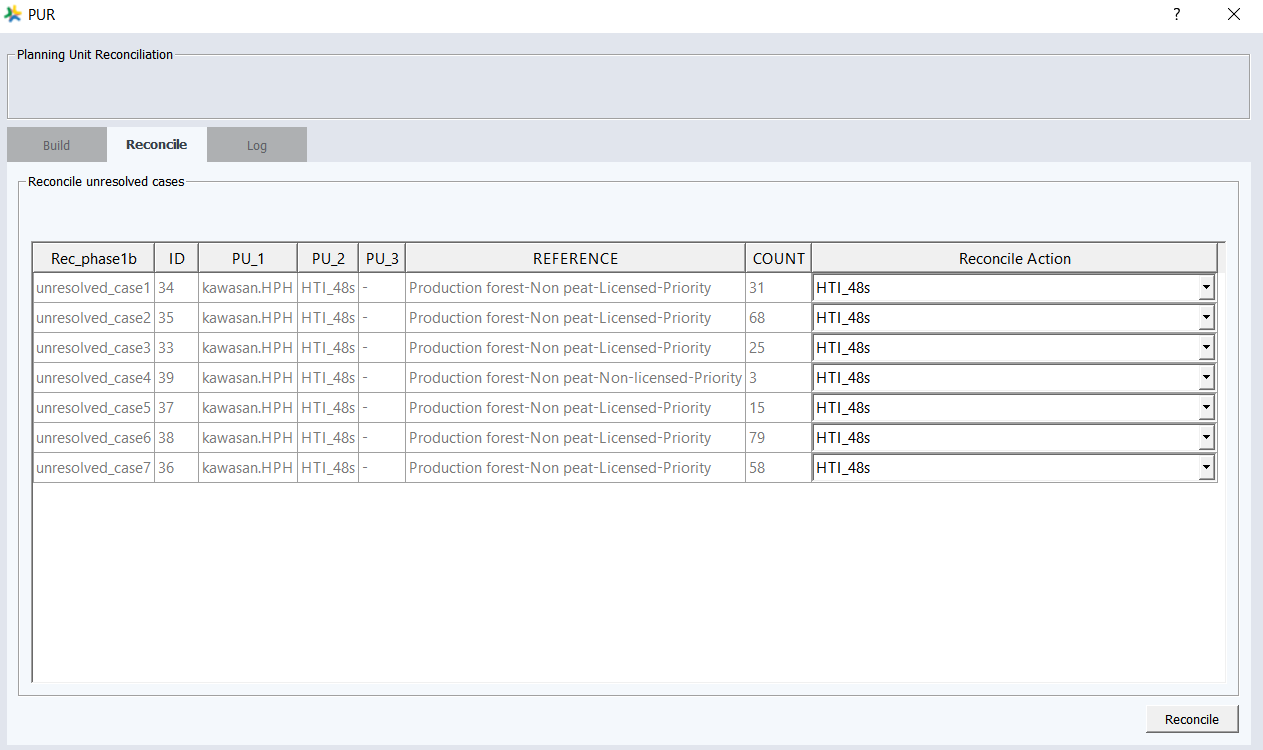 PUR ?
Planning Unit Reconciliation
Build Reconcile Log
Reconcile unresolved cases
Rec_phase1b ID PU_1 PU_2 PU_3 REFERENCE COUNT Reconcile Action
unresolved_case1 34 kawasan.HPH HTI_48s - Production forest-Non peat-Licensed-Priority 31 HTI_48s
unresolved_case2 35 kawasan.HPH HTI_48s - Production forest-Non peat-Licensed-Priority 68 HTI_48s
unresolved_case3 33 kawasan.HPH HTI_48s - Production forest-Non peat-Licensed-Priority 25 HTI_48s
unresolved_case4 39 kawasan.HPH HTI_48s - Production forest-Non peat-Non-licensed-Priority 3 HTI_48s
unresolved_case5 37 kawasan.HPH HTI_48s - Production forest-Non peat-Licensed-Priority 15 HTI_48s
unresolved_case6 38 kawasan.HPH HTI_48s - Production forest-Non peat-Licensed-Priority 79 HTI_48s
unresolved_case7 36 kawasan.HPH HTI_48s - Production forest-Non peat-Licensed-Priority 58 HTI_48s
Reconcile